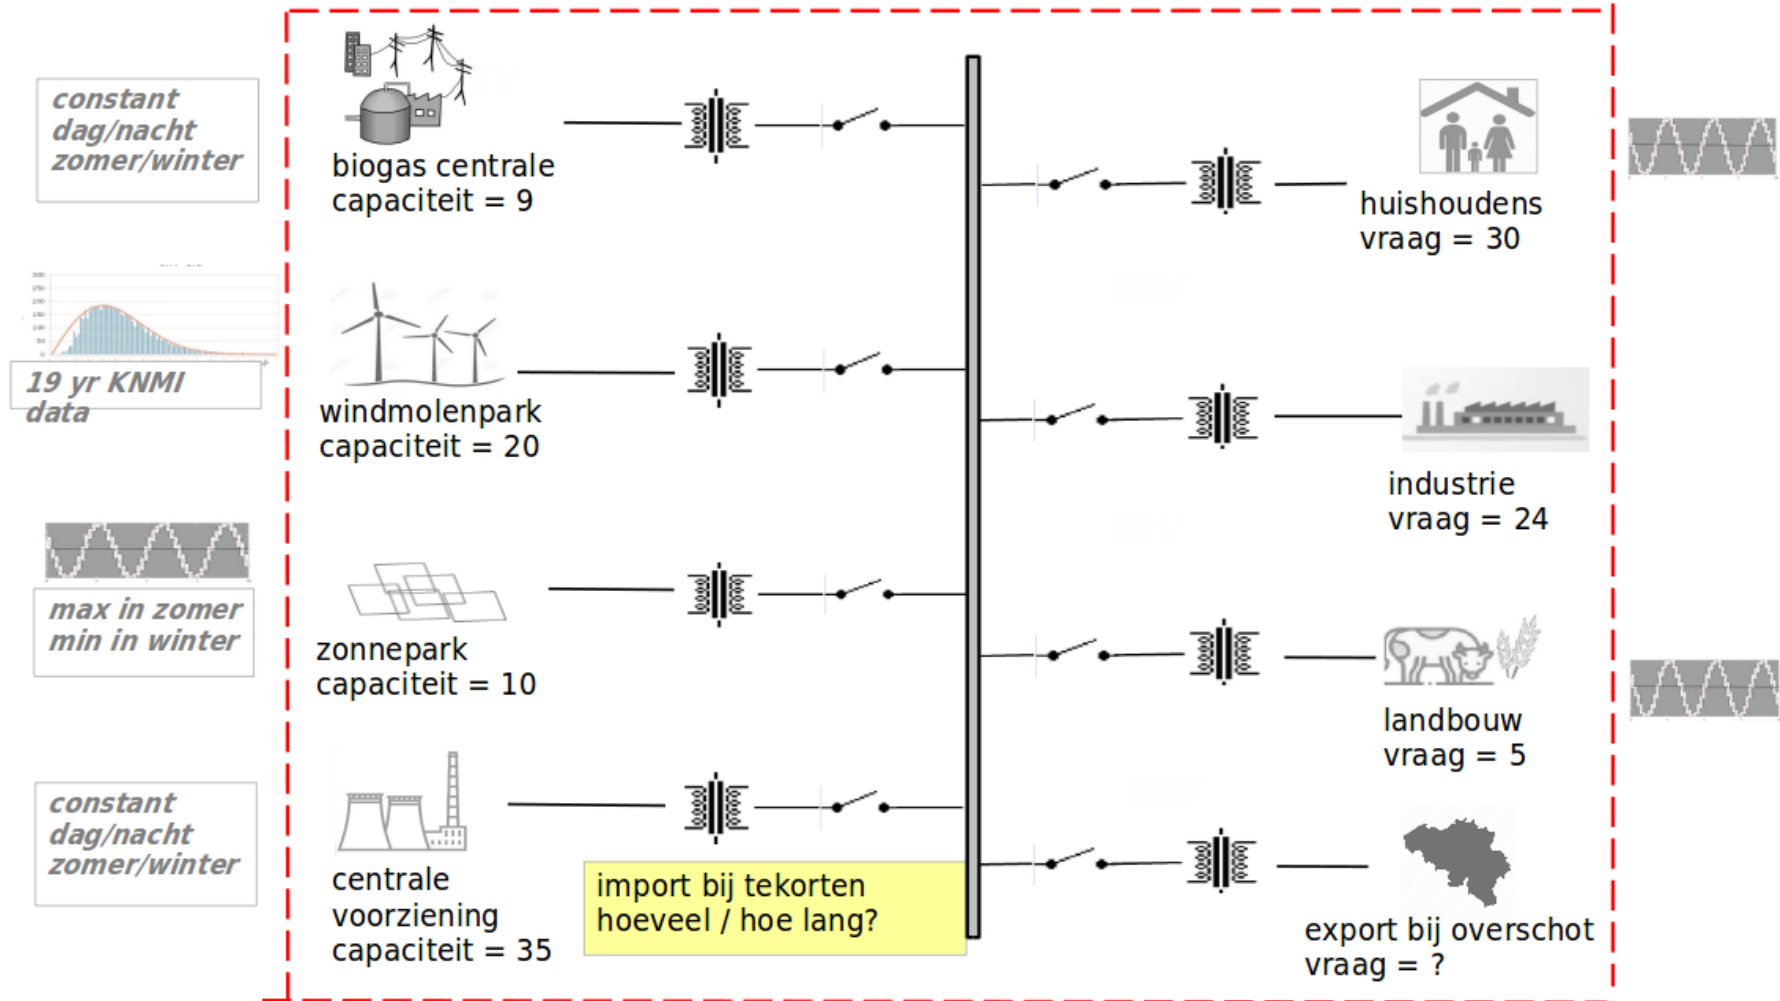 constant
dag/nacht
zomer/winter
biogas centrale
capaciteit = 9
huishoudens
vraag = 30
19 yr KNMI
data
windmolenpark
capaciteit = 20
industrie
vraag = 24
max in zomer
min in winter
zonnepark
capaciteit = 10
landbouw
vraag = 5
constant
dag/nacht
zomer/winter
centrale
voorziening
capaciteit = 35
import bij tekorten
hoeveel / hoe lang?
export bij overschot
vraag = ?